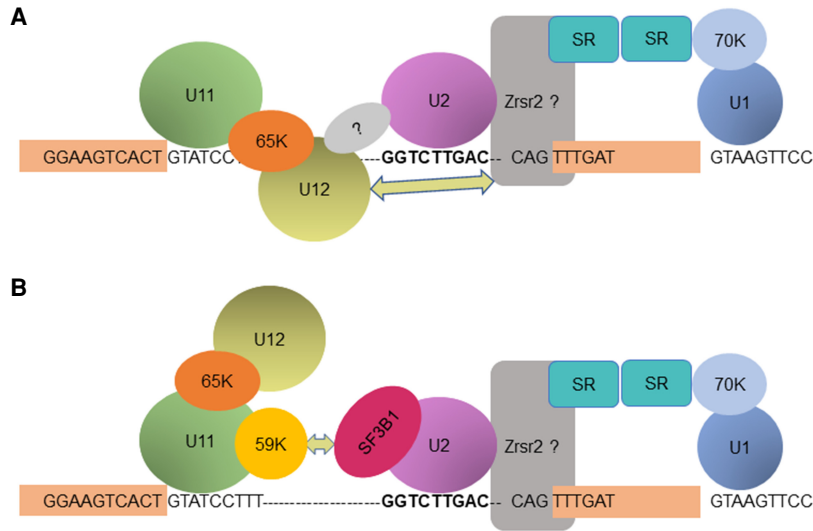 A
SR SR 70K
U11 U2 Zrsr2 ? U1
65K ?
GGAAGTCACT GTATCC ----GGTCTTGAC-- CAG TTTGAT GTAAGTTCC
U12
B
U12
65K SR SR 70K
U11 59K SF3B1 U2 Zrsr2 ? U1
GGAAGTCACT GTATCCTTT------------------GGTCTTGAC-- CAG TTTGAT GTAAGTTCC